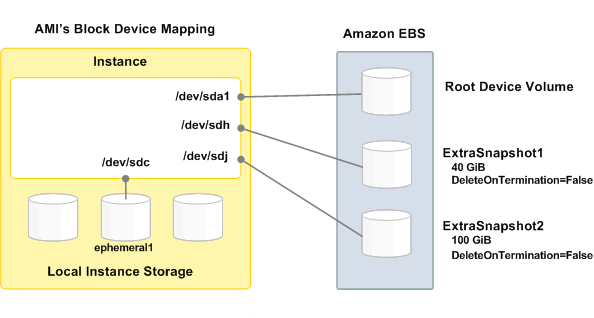 AMI's Block Device Mapping
Instance
/dev/sda1
/dev/sdh
/dev/sdj
/dev/sdc
ephemeral1
Local Instance Storage
Amazon EBS
Root Device Volume
ExtraSnapshot1
40 GiB
DeleteOnTermination=False
ExtraSnapshot2
100 GiB
DeleteOnTermination=False